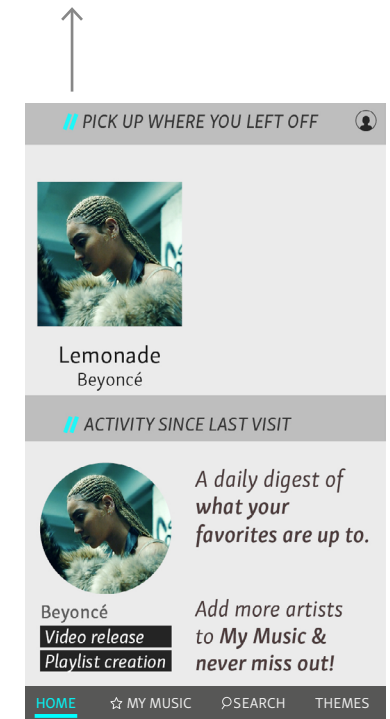 // PICK UP WHERE YOU LEFT OFF
Lemonade
Beyoncé
// ACTIVITY SINCE LAST VISIT
A daily digest of
what your
favorites are up to.
Beyoncé
Video release
Playlist creation
Add more artists
to My Music &
never miss out!
HOME MY MUSIC SEARCH THEMES